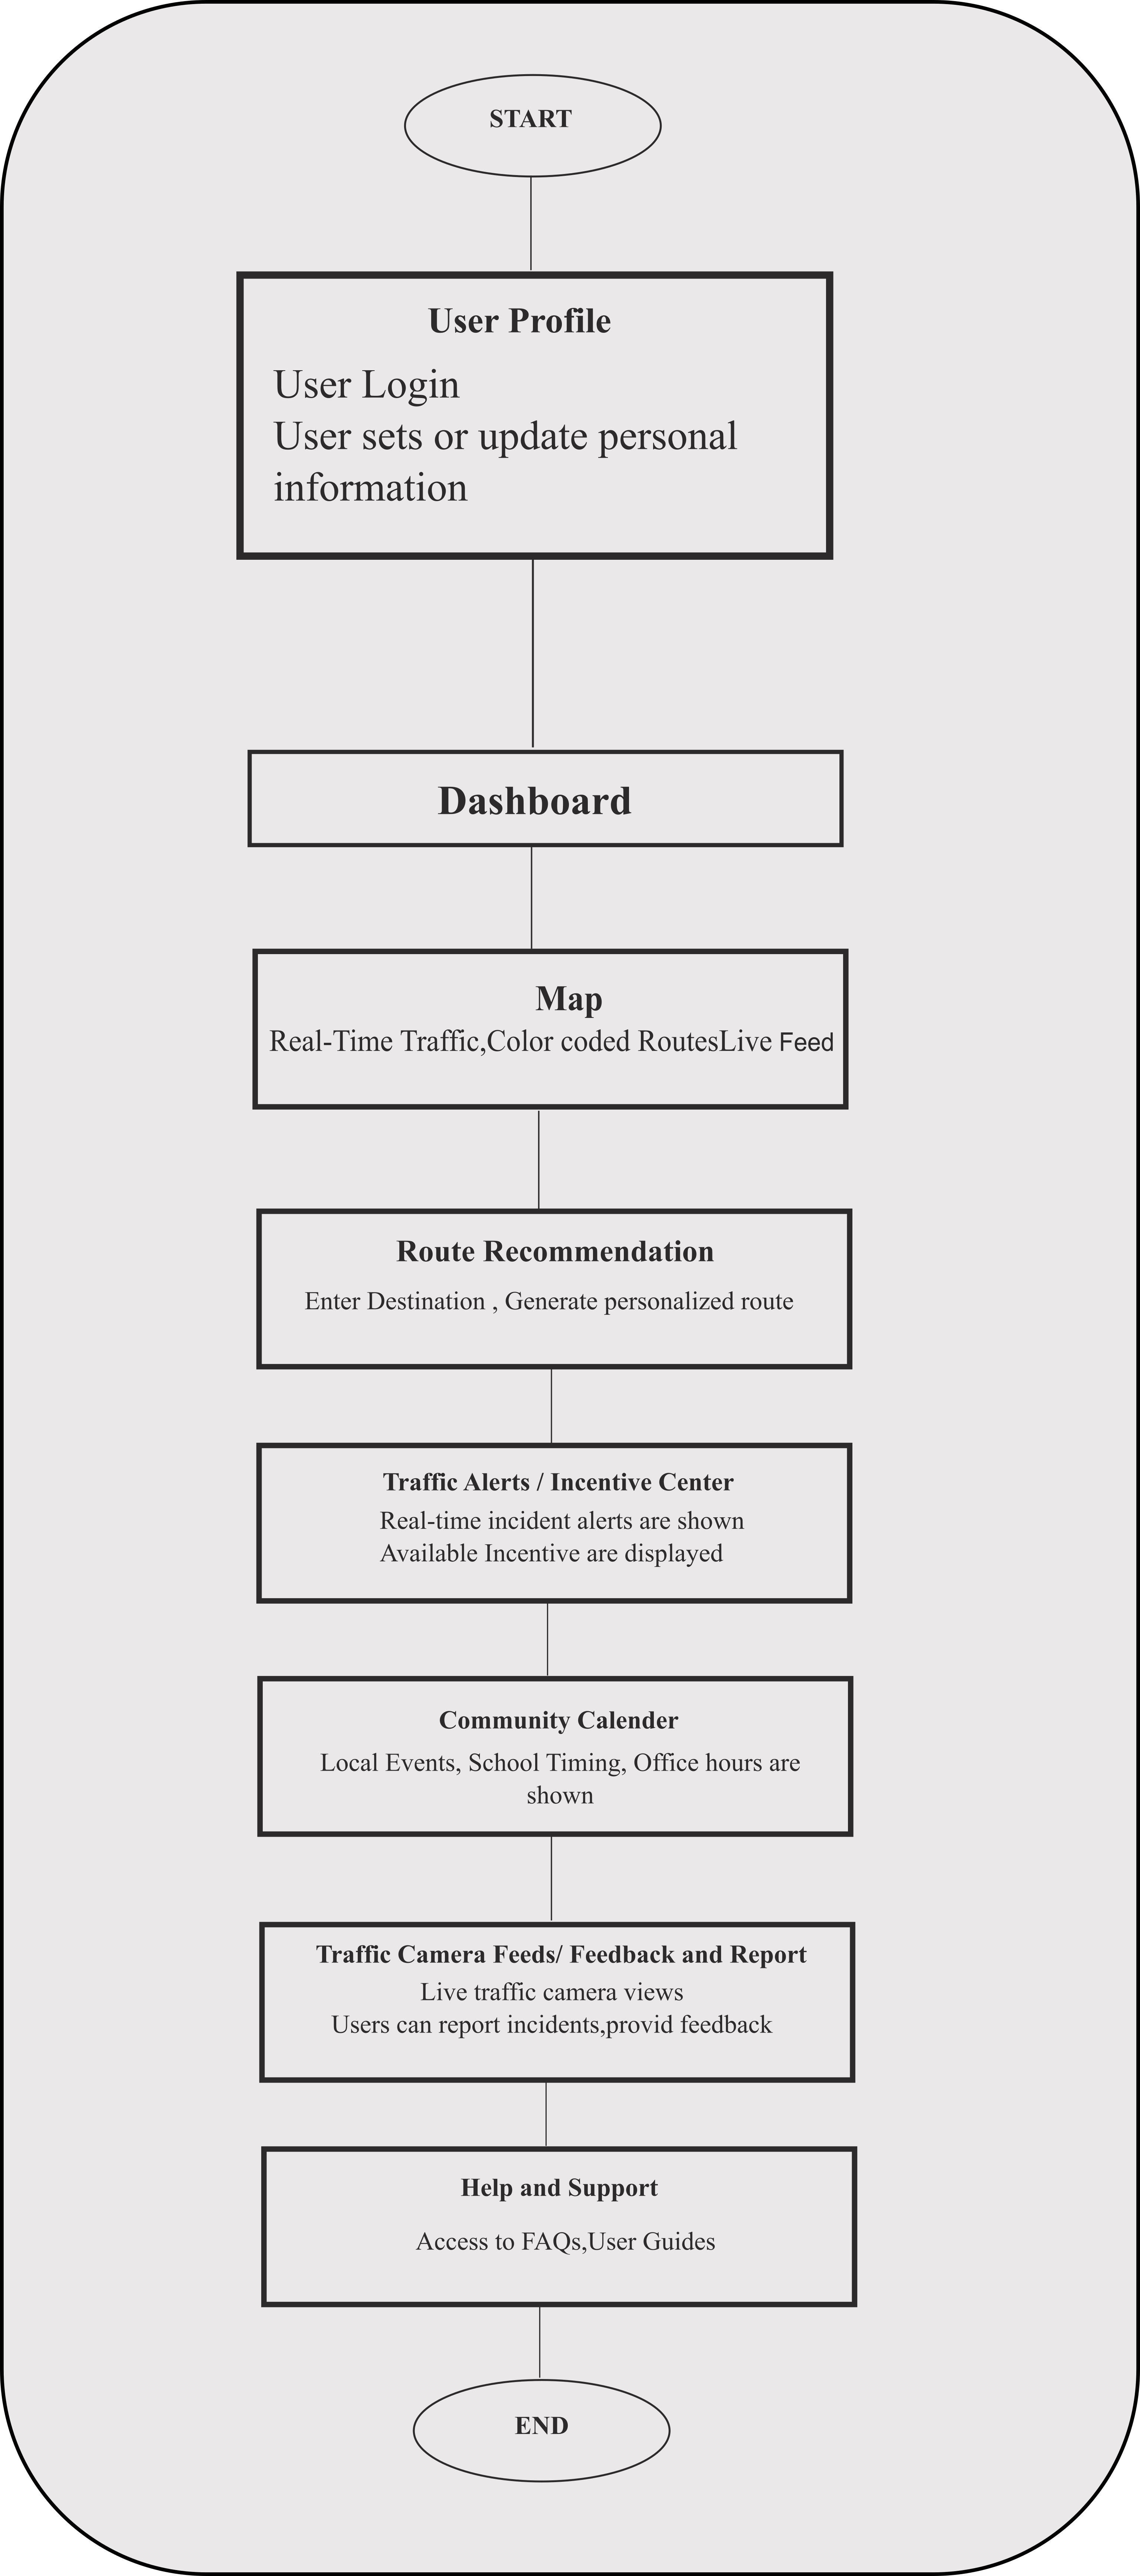 START
User Profile
User Login
User sets or update personal
information
Dashboard
Map
Real-Time Traffic,Color coded RoutesLive Feed
Route Recommendation
Enter Destination , Generate personalized route
Traffic Alerts / Incentive Center
Real-time incident alerts are shown
Available Incentive are displayed
Community Calender
Local Events, School Timing, Office hours are
shown
Traffic Camera Feeds/ Feedback and Report
Live traffic camera views
Users can report incidents,provid feedback
Help and Support
Access to FAQs,User Guides
END